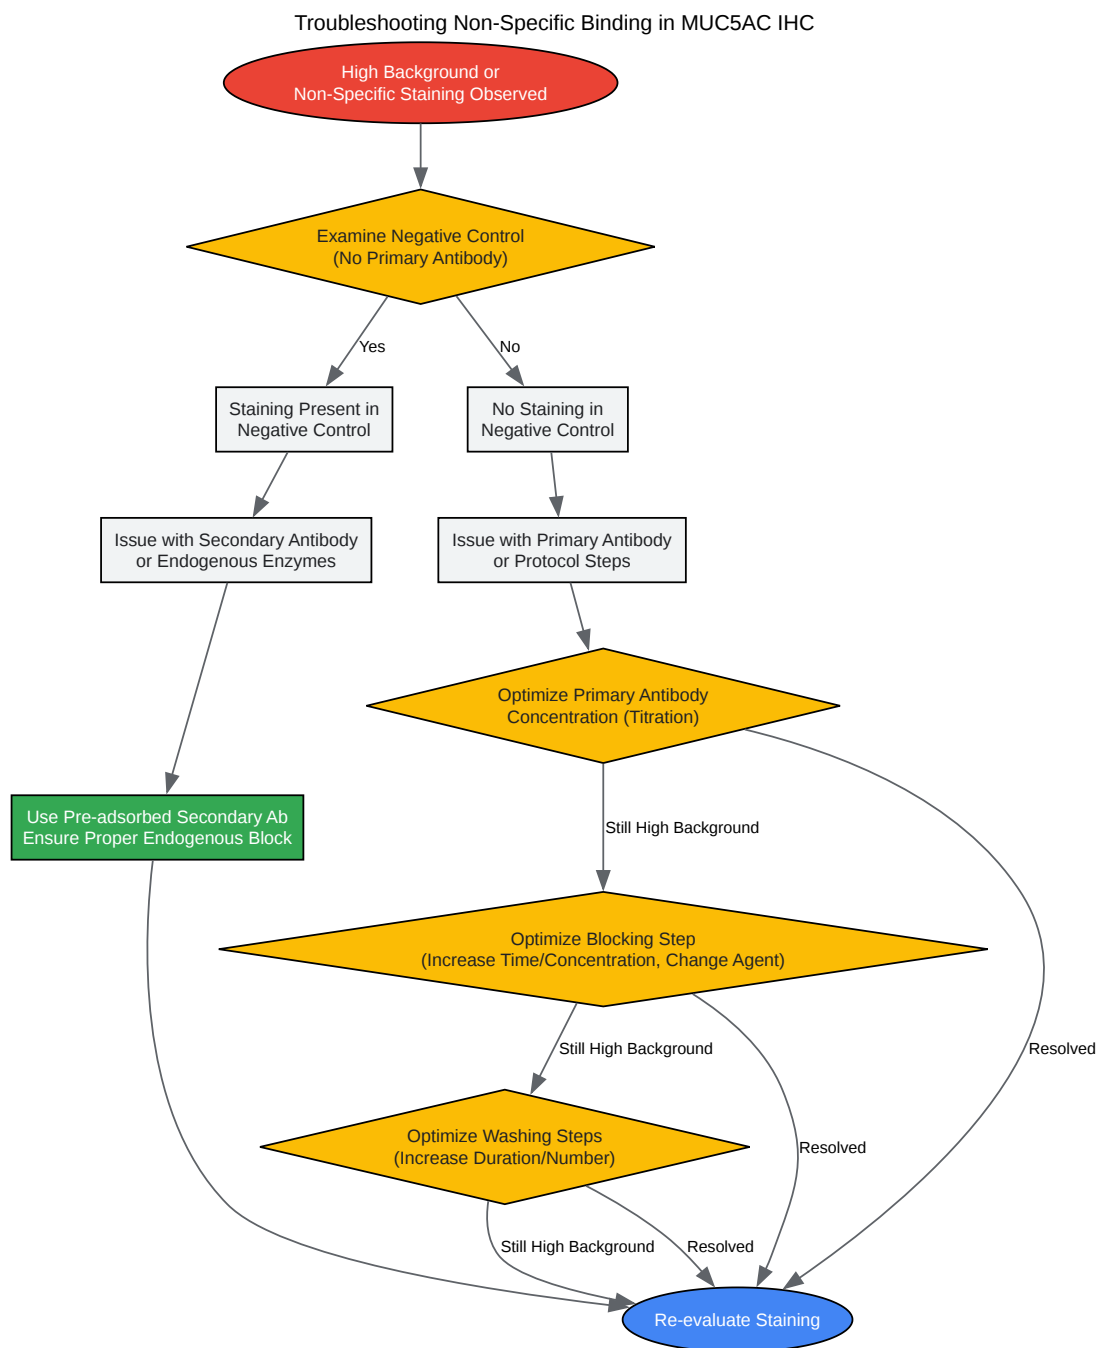 Troubleshooting Non-Specific Binding in MUC5AC IHC
High Background or
Non-Specific Staining Observed
Examine Negative Control
(No Primary Antibody)
Yes
No
Staining Present in
Negative Control
No Staining in
Negative Control
Issue with Secondary Antibody
or Endogenous Enzymes
Issue with Primary Antibody
or Protocol Steps
Optimize Primary Antibody
Concentration (Titration)
Use Pre-adsorbed Secondary Ab
Ensure Proper Endogenous Block
Still High Background
Optimize Blocking Step
(Increase Time/Concentration, Change Agent)
Still High Background
Resolved
Optimize Washing Steps
(Increase Duration/Number)
Resolved
Still High Background
Resolved
Re-evaluate Staining